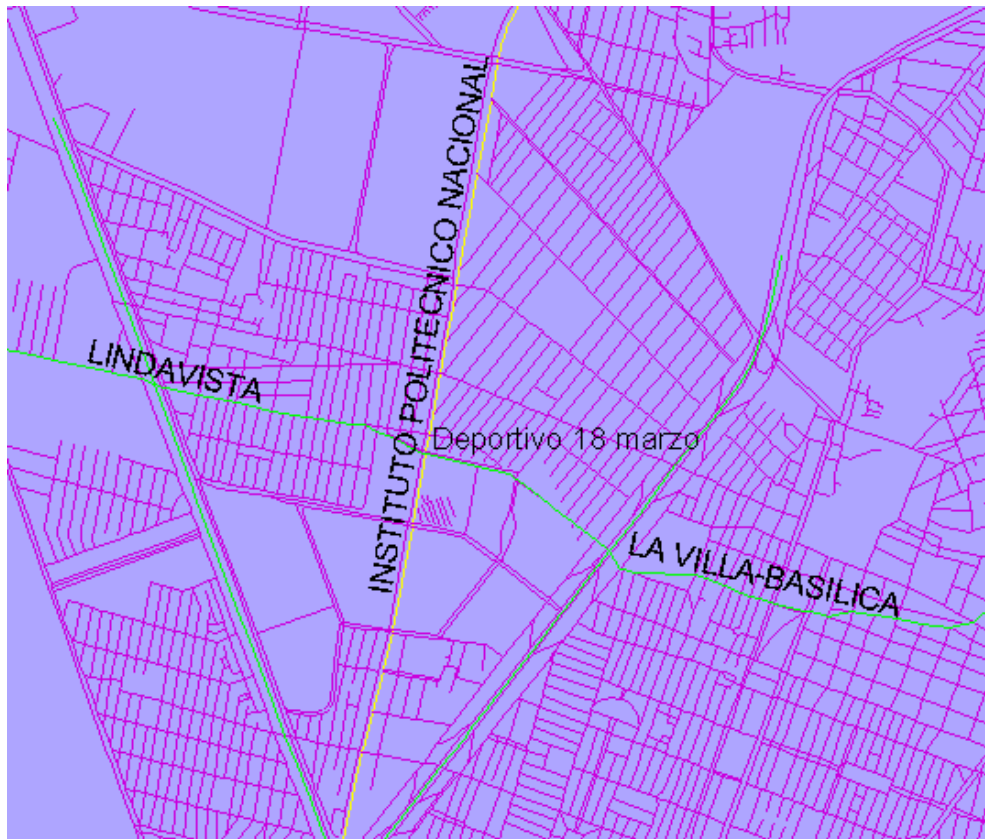 INSTITUTO POLITECNICO NACIONAL
LINDAVISTA
Deportivo 18 marzo
LA VILLA-BASILICA